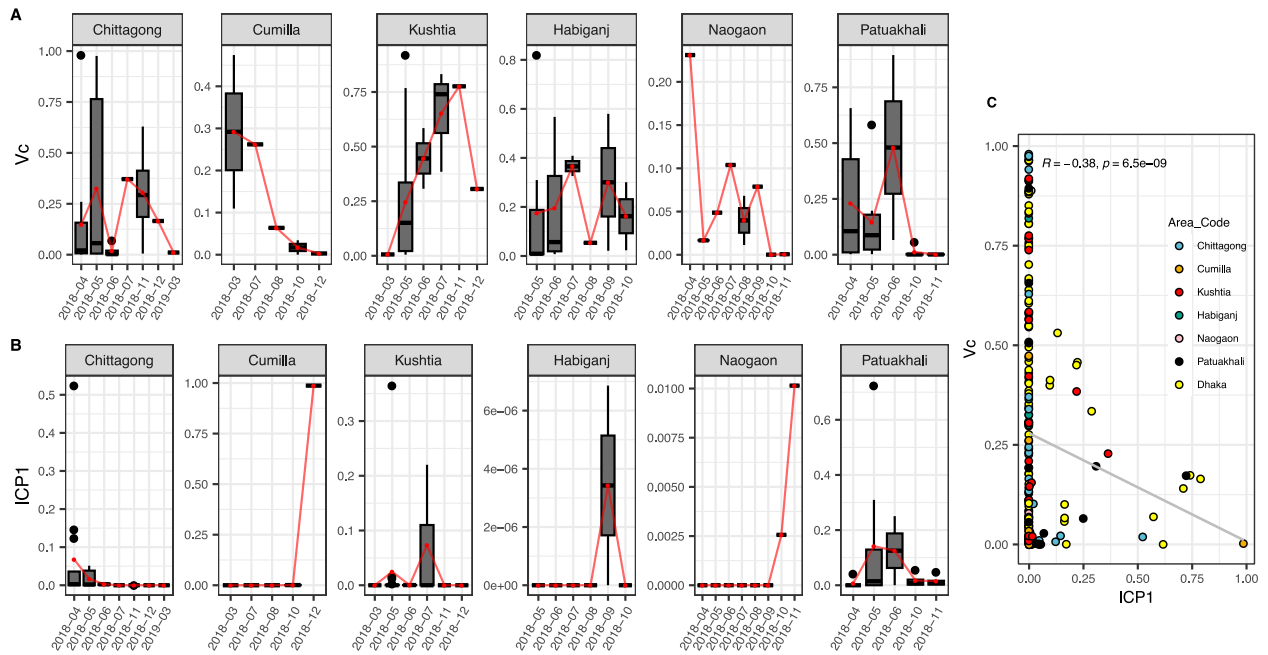 A
Chittagong Cumilla Kushtia Habiganj Naogaon Patuakhali
Vc
1.00
0.75
0.50
0.25
0.00
2018−04 2018−05 2018−06 2018−07 2018−11 2018−12 2019−03
0.4
0.3
0.2
0.1
0.0
2018−03 2018−07 2018−08 2018−10 2018−12
0.75
0.50
0.25
0.00
2018−03 2018−05 2018−06 2018−07 2018−11 2018−12
0.8
0.6
0.4
0.2
0.0
2018−05 2018−06 2018−07 2018−08 2018−09 2018−10
0.20
0.15
0.10
0.05
0.00
2018−04 2018−05 2018−06 2018−07 2018−08 2018−09 2018−10 2018−11
0.75
0.50
0.25
0.00
2018−04 2018−05 2018−06 2018−10 2018−11
B
Chittagong Cumilla Kushtia Habiganj Naogaon Patuakhali
ICP1
0.5
0.4
0.3
0.2
0.1
0.0
2018−04 2018−05 2018−06 2018−07 2018−11 2018−12 2019−03
1.00
0.75
0.50
0.25
0.00
2018−03 2018−07 2018−08 2018−10 2018−12
0.3
0.2
0.1
0.0
2018−03 2018−05 2018−06 2018−07 2018−11 2018−12
6e−06
4e−06
2e−06
0e+00
2018−05 2018−06 2018−07 2018−08 2018−09 2018−10
0.0100
0.0075
0.0050
0.0025
0.0000
2018−04 2018−05 2018−06 2018−07 2018−08 2018−09 2018−10 2018−11
0.6
0.4
0.2
0.0
2018−04 2018−05 2018−06 2018−10 2018−11
C
R = −0.38, p = 6.5e−09
Area_Code
Chittagong
Cumilla
Kushtia
Habiganj
Naogaon
Patuakhali
Dhaka
Vc
1.00
0.75
0.50
0.25
0.00
0.00 0.25 0.50 0.75 1.00
ICP1